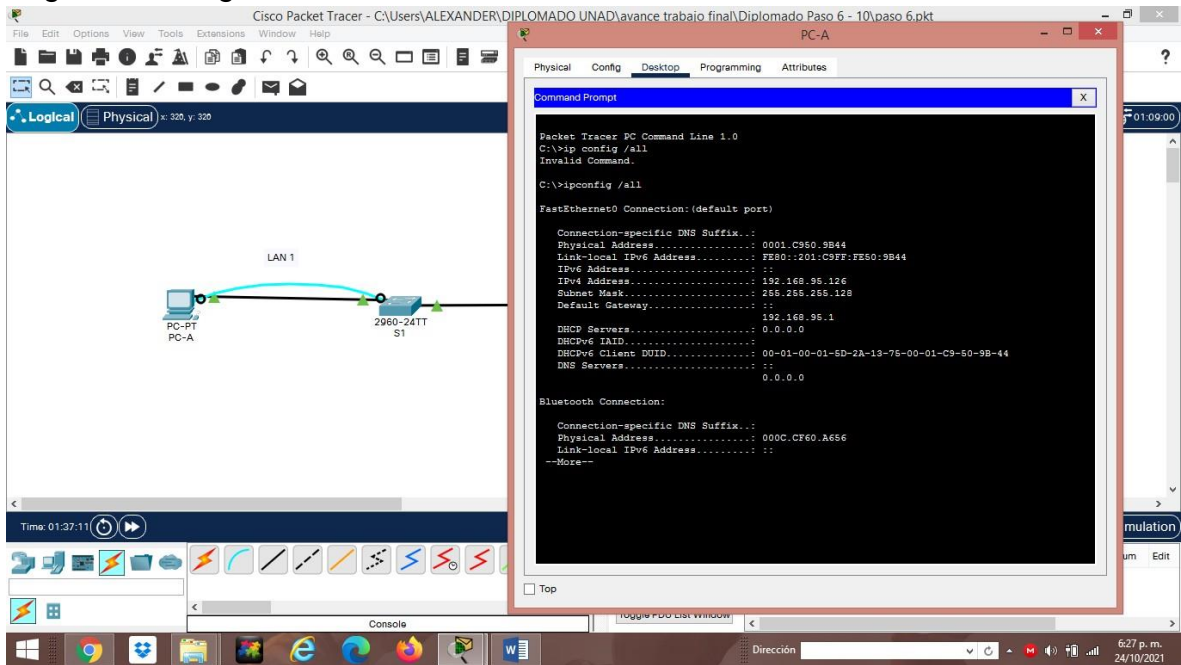 Cisco Packet Tracer - C:\Users\ALEXANDER\DIPLOMADO UNAD\avance trabajo final\Diplomado Paso 6 - 10\paso 6.pkt
File Edit Options View Tools Extensions Window Help
PC-A
Physical Config Desktop Programming Attributes
?
Command Prompt
X
Logical
Physical
x: 320, y: 320
01:09:00
Packet Tracer PC Command Line 1.0
C:\>ip config /all
Invalid Command.
C:\>ipconfig /all
FastEthernet0 Connection:(default port)
Connection-specific DNS Suffix..:
Physical Address................: 0001.C950.9B44
Link-local IPv6 Address.........: FE80::201:C9FF:FE50:9B44
IPv6 Address....................: ::
IPv4 Address....................: 192.168.95.126
Subnet Mask.....................: 255.255.255.128
Default Gateway.................: ::
192.168.95.1
DHCP Servers....................: 0.0.0.0
DHCPv6 IAID.....................:
DHCPv6 Client DUID..............: 00-01-00-01-5D-2A-13-75-00-01-C9-50-9B-44
DNS Servers.....................: ::
0.0.0.0
Bluetooth Connection:
Connection-specific DNS Suffix..:
Physical Address................: 000C.CF60.A656
Link-local IPv6 Address.........: ::
--More--
LAN 1
PC-PT
PC-A
2960-24TT
S1
Time: 01:37:11
mulation
um Edit
Top
Console
Dirección
6:27 p. m.
24/10/2021